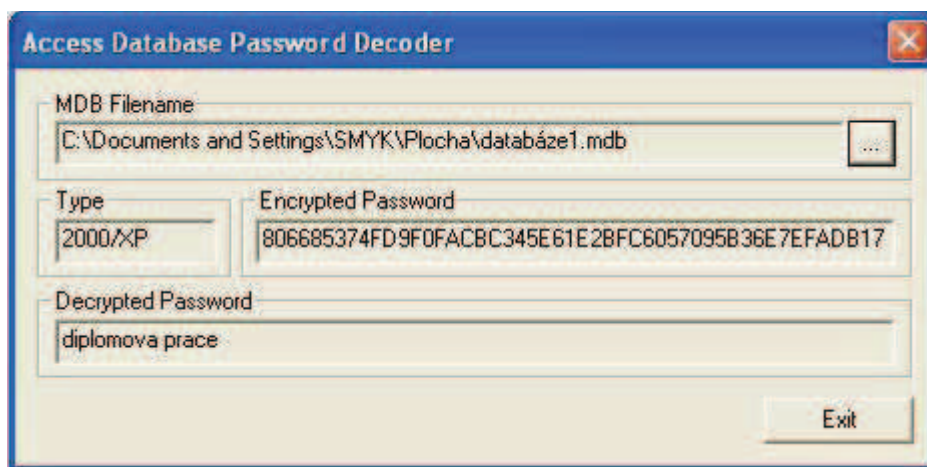 Access Database Password Decoder
MDB Filename
C:\Documents and Settings\SMYK\Plocha\databáze1.mdb
...
Type
Encrypted Password
2000/XP
806685374FD9F0FACBC345E61E2BFC6057095B36E7EFADB17
Decrypted Password
diplomova prace
Exit